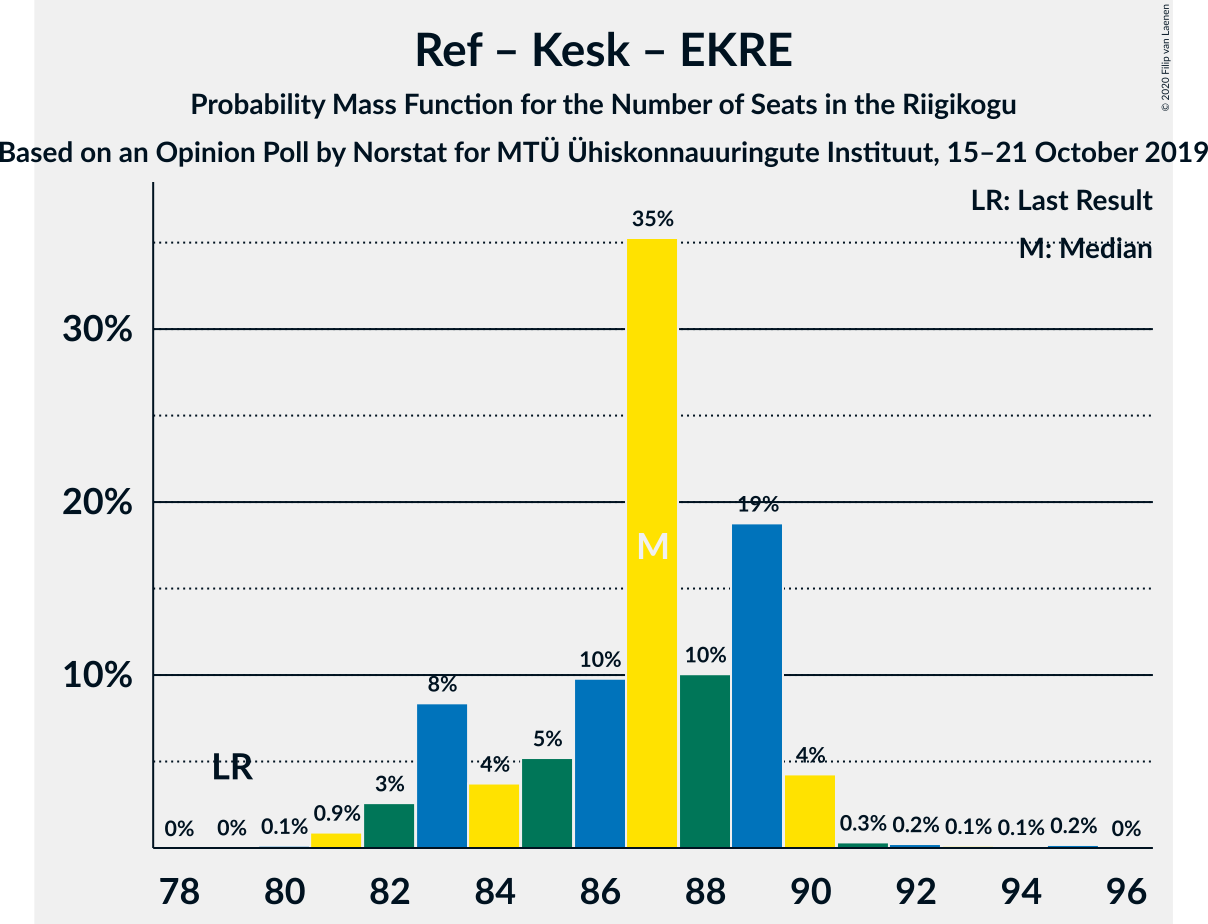 Ref – Kesk – EKRE
Probability Mass Function for the Number of Seats in the Riigikogu
Based on an Opinion Poll by Norstat for MTÜ Ühiskonnauuringute Instituut, 15–21 October 2019
© 2020 Filip van Laenen
LR: Last Result
M: Median
35%
30%
20%
19%
M
10%
10%
10%
8%
5%
4%
4%
LR
3%
0.9%
0% 0% 0.1% 0.3% 0.2% 0.1% 0.1% 0.2% 0%
78 80 82 84 86 88 90 92 94 96